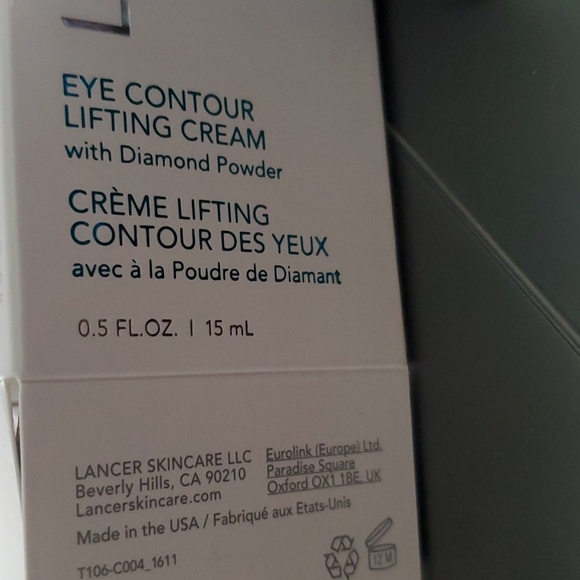 L
EYE CONTOUR
LIFTING CREAM
with Diamond Powder
CRÈME LIFTING
CONTOUR DES YEUX
avec à la Poudre de Diamant
0.5 FL.OZ. | 15 mL
LANCER SKINCARE LLC
Beverly Hills, CA 90210
Lancerskincare.com
Eurolink (Europe) Ltd.
Paradise Square
Oxford OX1 1BE. UK
Made in the USA / Fabriqué aux Etats-Unis
T106-C004_1611
12 M